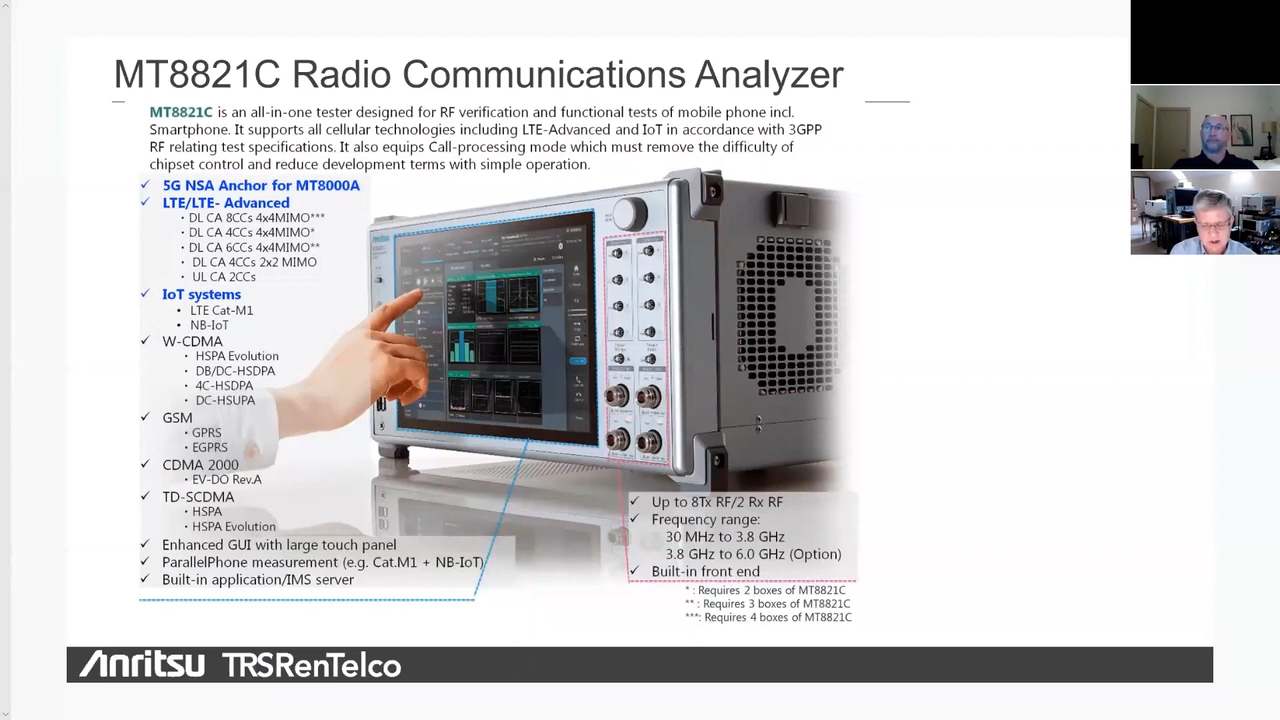 MT8821C Radio Communications Analyzer
MT8821C is an all-in-one tester designed for RF verification and functional tests of mobile phone incl.
Smartphone. It supports all cellular technologies including LTE-Advanced and IoT in accordance with 3GPP
RF relating test specifications. It also equips Call-processing mode which must remove the difficulty of
chipset control and reduce development terms with simple operation.
✓ 5G NSA Anchor for MT8000A
✓ LTE/LTE- Advanced
• DL CA 8CCs 4x4MIMO***
• DL CA 4CCs 4x4MIMO*
• DL CA 6CCs 4x4MIMO**
• DL CA 4CCs 2x2 MIMO
• UL CA 2CCs
✓ IoT systems
• LTE Cat-M1
• NB-IoT
✓ W-CDMA
• HSPA Evolution
• DB/DC-HSDPA
• 4C-HSDPA
• DC-HSUPA
✓ GSM
• GPRS
• EGPRS
✓ CDMA 2000
• EV-DO Rev.A
✓ TD-SCDMA
• HSPA
• HSPA Evolution
✓ Enhanced GUI with large touch panel
✓ ParallelPhone measurement (e.g. Cat.M1 + NB-IoT)
✓ Built-in application/IMS server
✓ Up to 8Tx RF/2 Rx RF
✓ Frequency range:
30 MHz to 3.8 GHz
3.8 GHz to 6.0 GHz (Option)
✓ Built-in front end
* : Requires 2 boxes of MT8821C
** : Requires 3 boxes of MT8821C
***: Requires 4 boxes of MT8821C
Anritsu TRSRenTelco